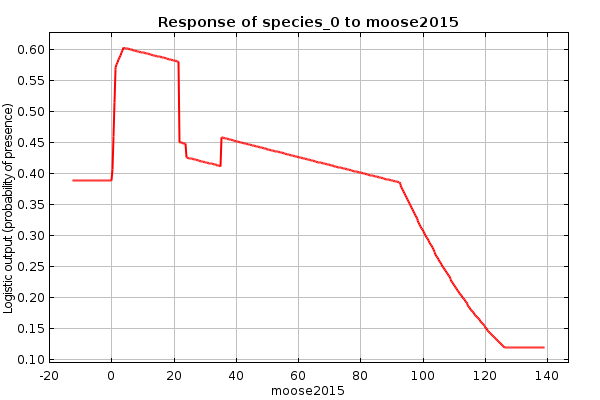 Response of species_0 to moose2015
Logistic output (probability of presence)
0.60
0.55
0.50
0.45
0.40
0.35
0.30
0.25
0.20
0.15
0.10
-20 0 20 40 60 80 100 120 140
moose2015